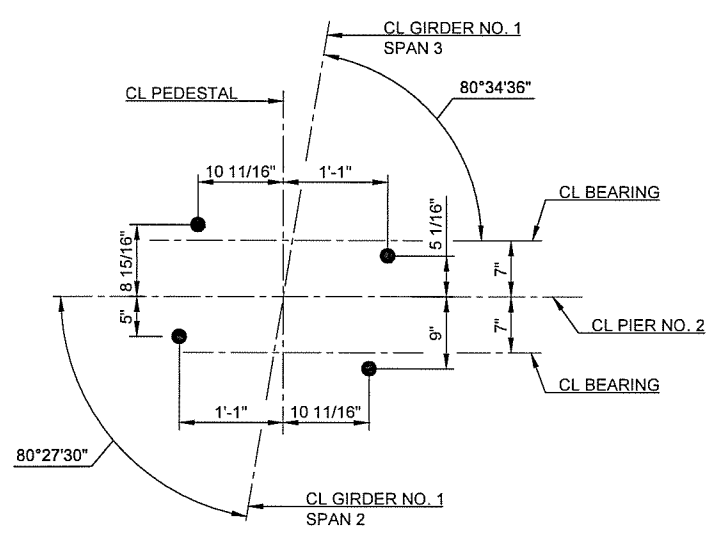 CL GIRDER NO. 1
SPAN 3
80°34'36"
CL PEDESTAL
10 11/16"
1'-1"
CL BEARING
5 1/16"
8 15/16"
7"
5"
9"
7"
CL PIER NO. 2
CL BEARING
1'-1"
10 11/16"
80°27'30"
CL GIRDER NO. 1
SPAN 2